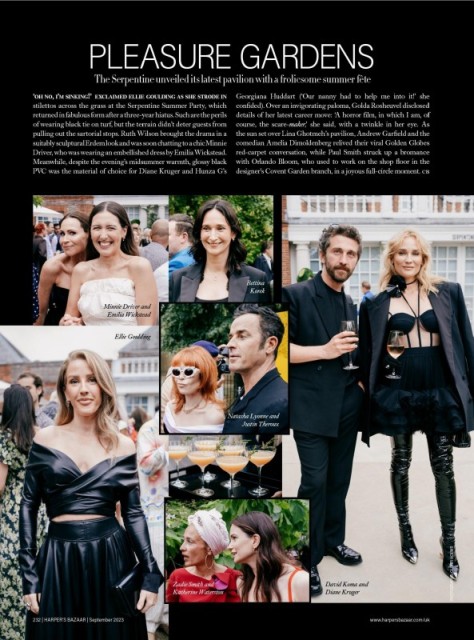 PLEASURE GARDENS
The Serpentine unveiled its latest pavilion with a frolicsome summer fête
'OH NO, I'M SINKING!' EXCLAIMED ELLIE GOULDING AS SHE STRODE IN
stilettos across the grass at the Serpentine Summer Party, which
returned in fabulous form after a three-year hiatus. Such are the perils
of wearing black tie on turf, but the terrain didn't deter guests from
pulling out the sartorial stops. Ruth Wilson brought the drama in a
suitably sculptural Erdem look and was soon chatting to a chic Minnie
Driver, who was wearing an embellished dress by Emilia Wickstead.
Meanwhile, despite the evening's midsummer warmth, glossy black
PVC was the material of choice for Diane Kruger and Hunza G's
Georgiana Huddart ('Our nanny had to help me into it!' she
confided). Over an invigorating paloma, Golda Rosheuvel disclosed
details of her latest career move: 'A horror film, in which I am, of
course, the scare-maker!' she said, with a twinkle in her eye. As
the sun set over Lina Ghotmeh's pavilion, Andrew Garfield and the
comedian Amelia Dimoldenberg relived their viral Golden Globes
red-carpet conversation, while Paul Smith struck up a bromance
with Orlando Bloom, who used to work on the shop floor in the
designer's Covent Garden branch, in a joyous full-circle moment.
Minnie Driver and
Emilia Wickstead
Bettina
Korek
Ellie Goulding
Natasha Lyonne and
Justin Theroux
Zadie Smith and
Katherine Waterston
David Koma and
Diane Kruger
232 | HARPER'S BAZAAR | September 2023
www.harpersbazaar.com/uk